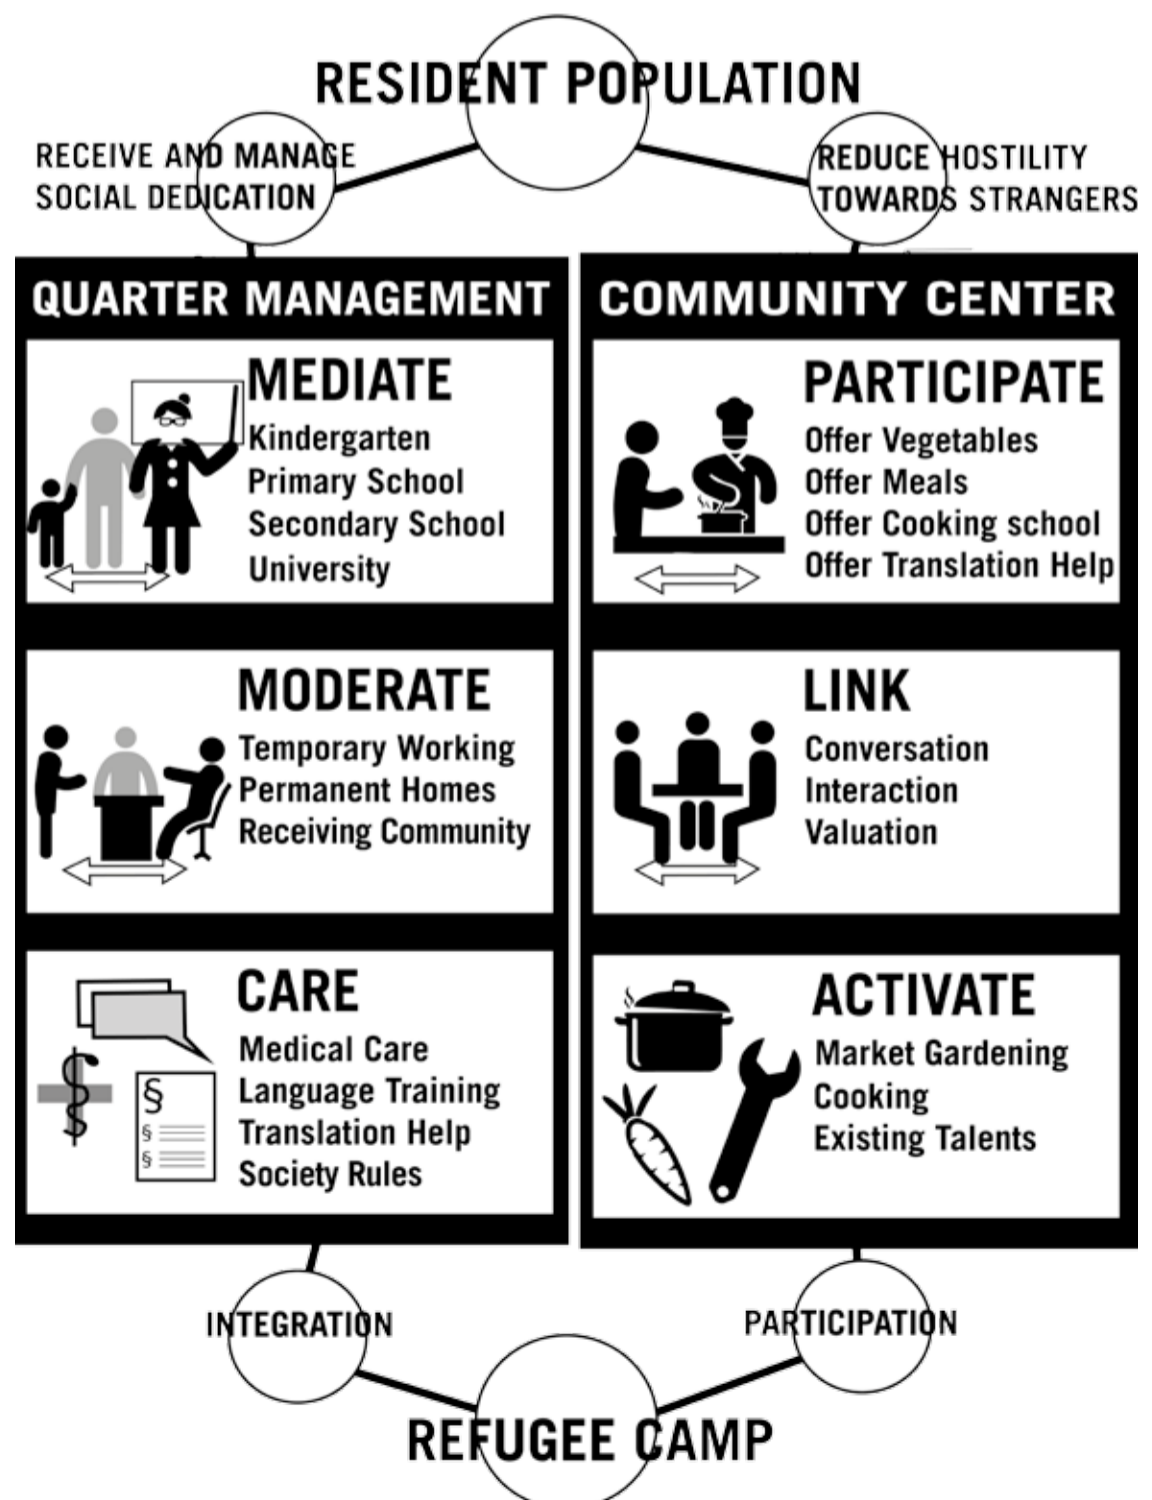 RESIDENT POPULATION
RECEIVE AND MANAGE
SOCIAL DEDICATION
REDUCE HOSTILITY
TOWARDS STRANGERS
QUARTER MANAGEMENT
MEDIATE
Kindergarten
Primary School
Secondary School
University
MODERATE
Temporary Working
Permanent Homes
Receiving Community
CARE
Medical Care
Language Training
Translation Help
Society Rules
§
§
§
COMMUNITY CENTER
PARTICIPATE
Offer Vegetables
Offer Meals
Offer Cooking school
Offer Translation Help
LINK
Conversation
Interaction
Valuation
ACTIVATE
Market Gardening
Cooking
Existing Talents
INTEGRATION
PARTICIPATION
REFUGEE CAMP